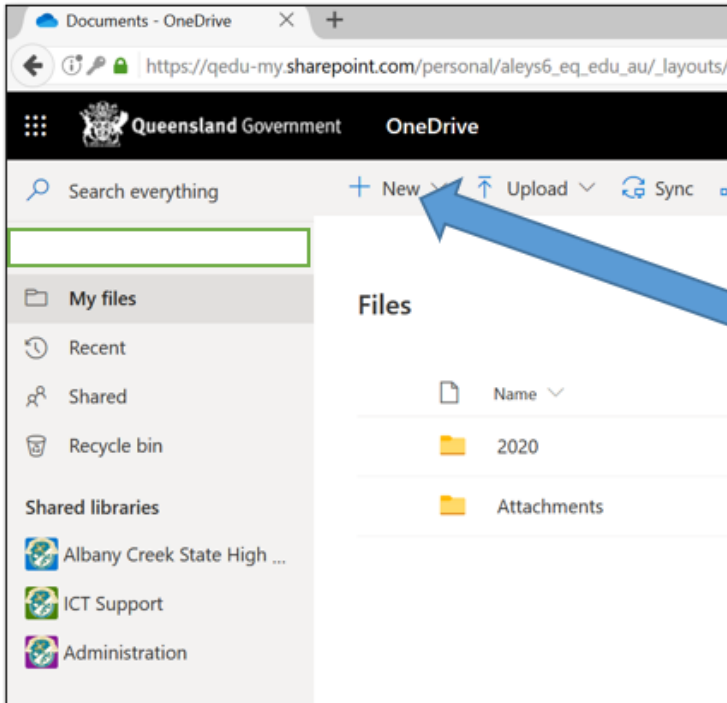 Documents - OneDrive
https://qedu-my.sharepoint.com/personal/aleys6_eq_edu_au/_layouts/
Queensland Government OneDrive
Search everything
New Upload Sync
My files
Files
Recent
Name
Shared
2020
Recycle bin
Attachments
Shared libraries
Albany Creek State High ...
ICT Support
Administration